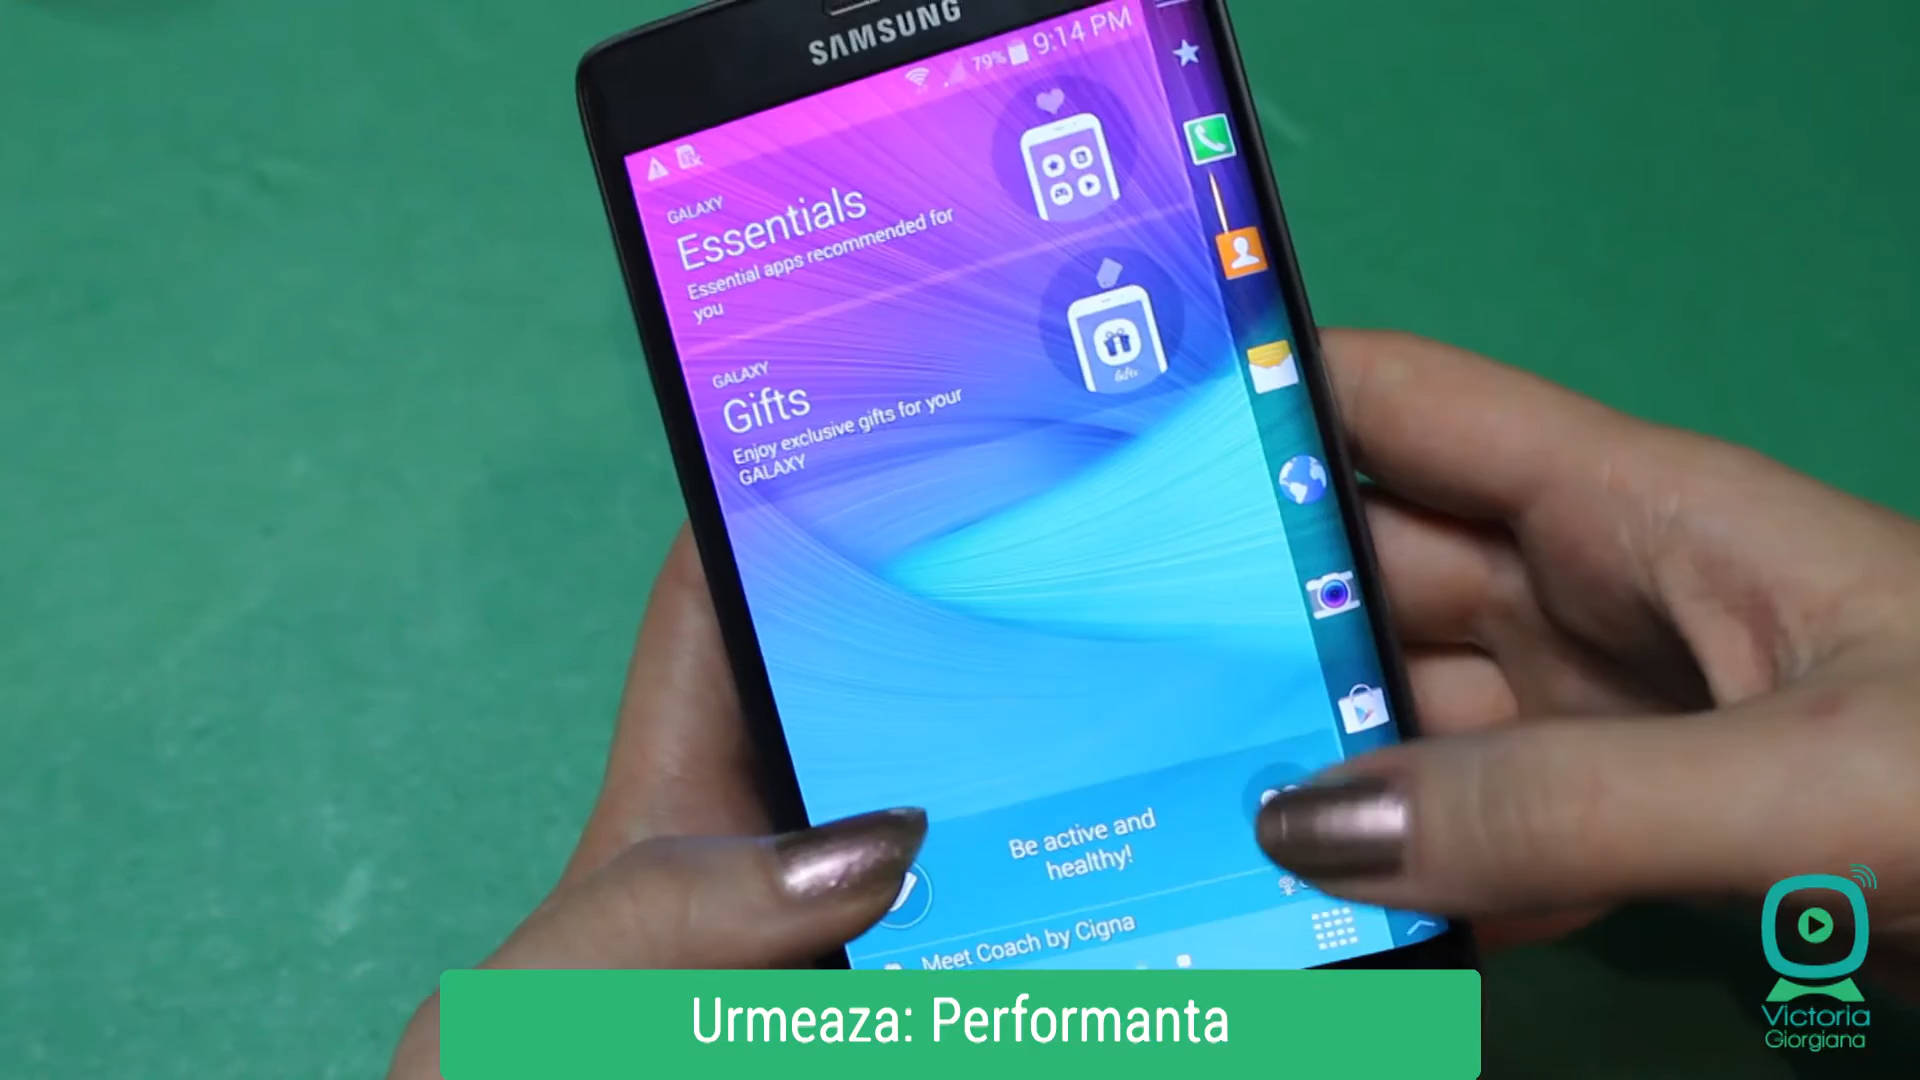 SAMSUNG
79% 9:14 PM
GALAXY
Essentials
Essential apps recommended for
you
GALAXY
Gifts
Enjoy exclusive gifts for your
GALAXY
Gifts
Be active and
healthy!
Meet Coach by Cigna
Urmeaza: Performanta
Victoria
Giorgiana